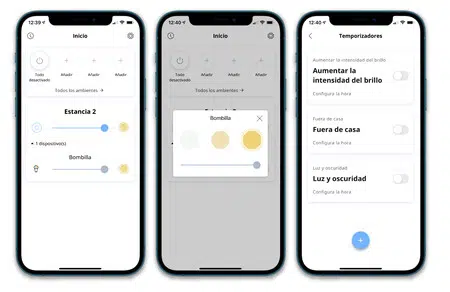 12:39
Inicio
Todo
desactivado
Añadir
Añadir
Añadir
Todos los ambientes →
Estancia 2
1 dispositivo(s)
Bombilla
12:40
Inicio
Todo
desactivado
Añadir
Añadir
Añadir
Todos los ambientes →
Bombilla
12:40
Temporizadores
Aumentar la intensidad del brillo
Aumentar la
intensidad del brillo
Configura la hora
Fuera de casa
Fuera de casa
Configura la hora
Luz y oscuridad
Luz y oscuridad
Configura la hora